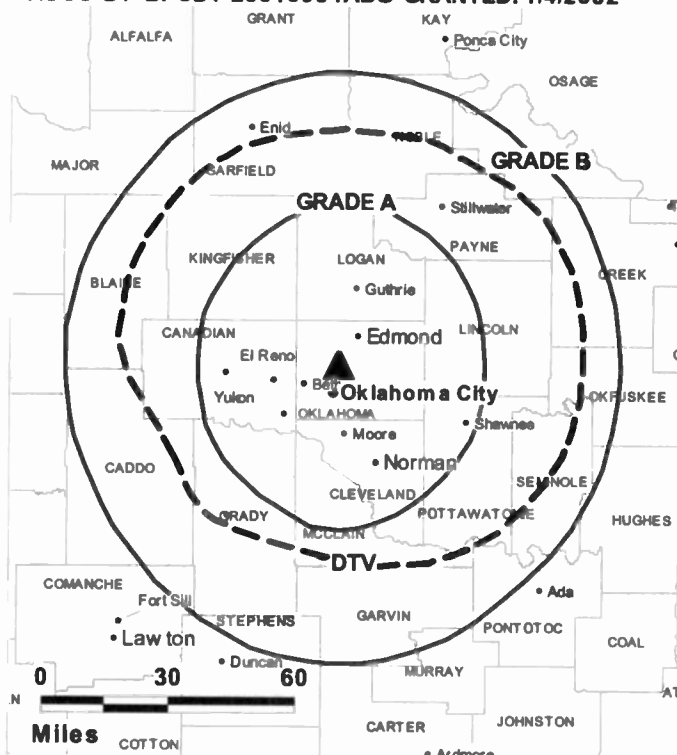 GRANT
KAY
ALFALFA
Ponca City
OSAGE
Enid
NOBLE
GRADE B
MAJOR
GARFIELD
GRADE A
Stillwater
PAYNE
KINGFISHER
LOGAN
CREEK
BLAINE
Guthrie
CANADIAN
Edmond
LINCOLN
El Reno
Yukon
Oklahoma City
OKFUSKEE
OKLAHOMA
Moore
Shawnee
Norman
CADDO
SEMINOLE
CLEVELAND
GRADY
POTTAWATOMIE
HUGHES
MCCLAIN
DTV
COMANCHE
Fort Sill
Ada
STEPHENS
GARVIN
PONTOTOC
Lawton
COAL
Duncan
MURRAY
0 30 60
Miles
CARTER
JOHNSTON
COTTON